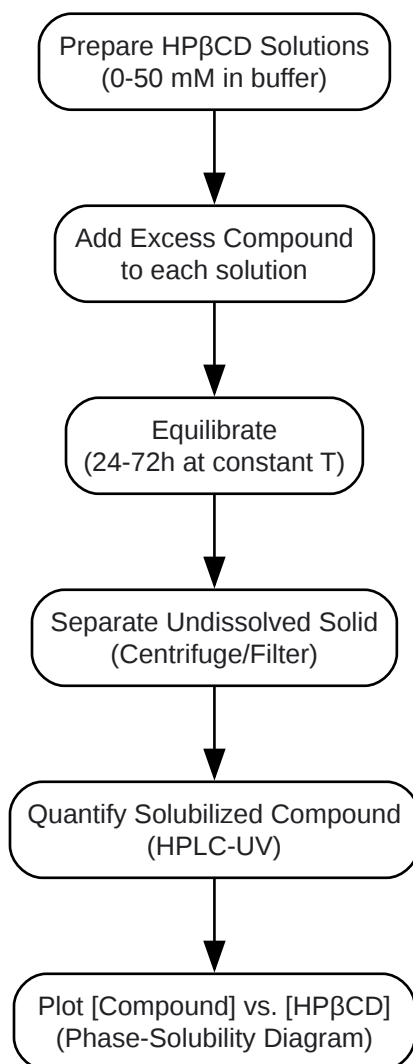 Prepare HPβCD Solutions
(0-50 mM in buffer)
Add Excess Compound
to each solution
Equilibrate
(24-72h at constant T)
Separate Undissolved Solid
(Centrifuge/Filter)
Quantify Solubilized Compound
(HPLC-UV)
Plot [Compound] vs. [HPβCD]
(Phase-Solubility Diagram)